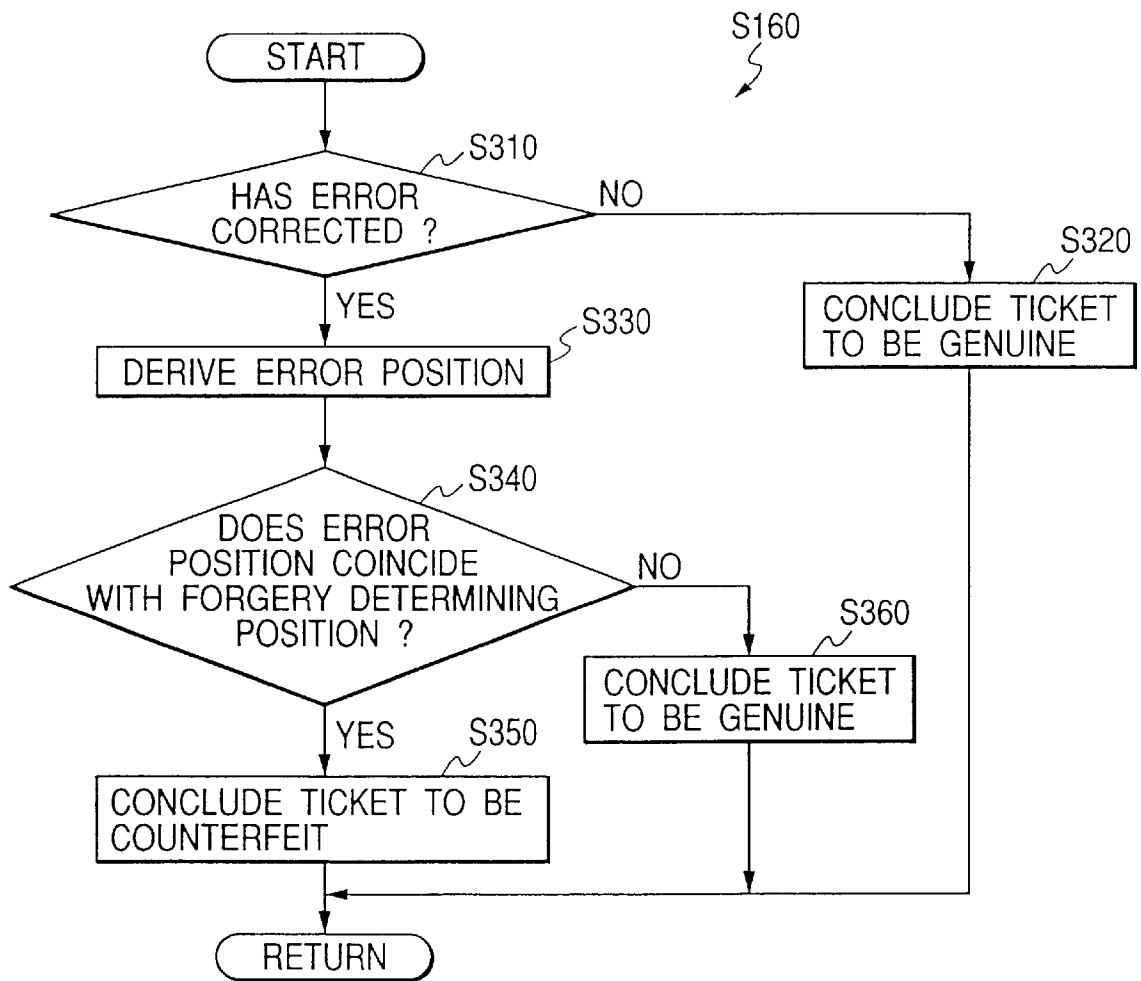 S160
START
S310
HAS ERROR
CORRECTED ?
NO
S320
CONCLUDE TICKET
TO BE GENUINE
YES
S330
DERIVE ERROR POSITION
S340
DOES ERROR
POSITION COINCIDE
WITH FORGERY DETERMINING
POSITION ?
NO
S360
CONCLUDE TICKET
TO BE GENUINE
YES
S350
CONCLUDE TICKET TO BE
COUNTERFEIT
RETURN